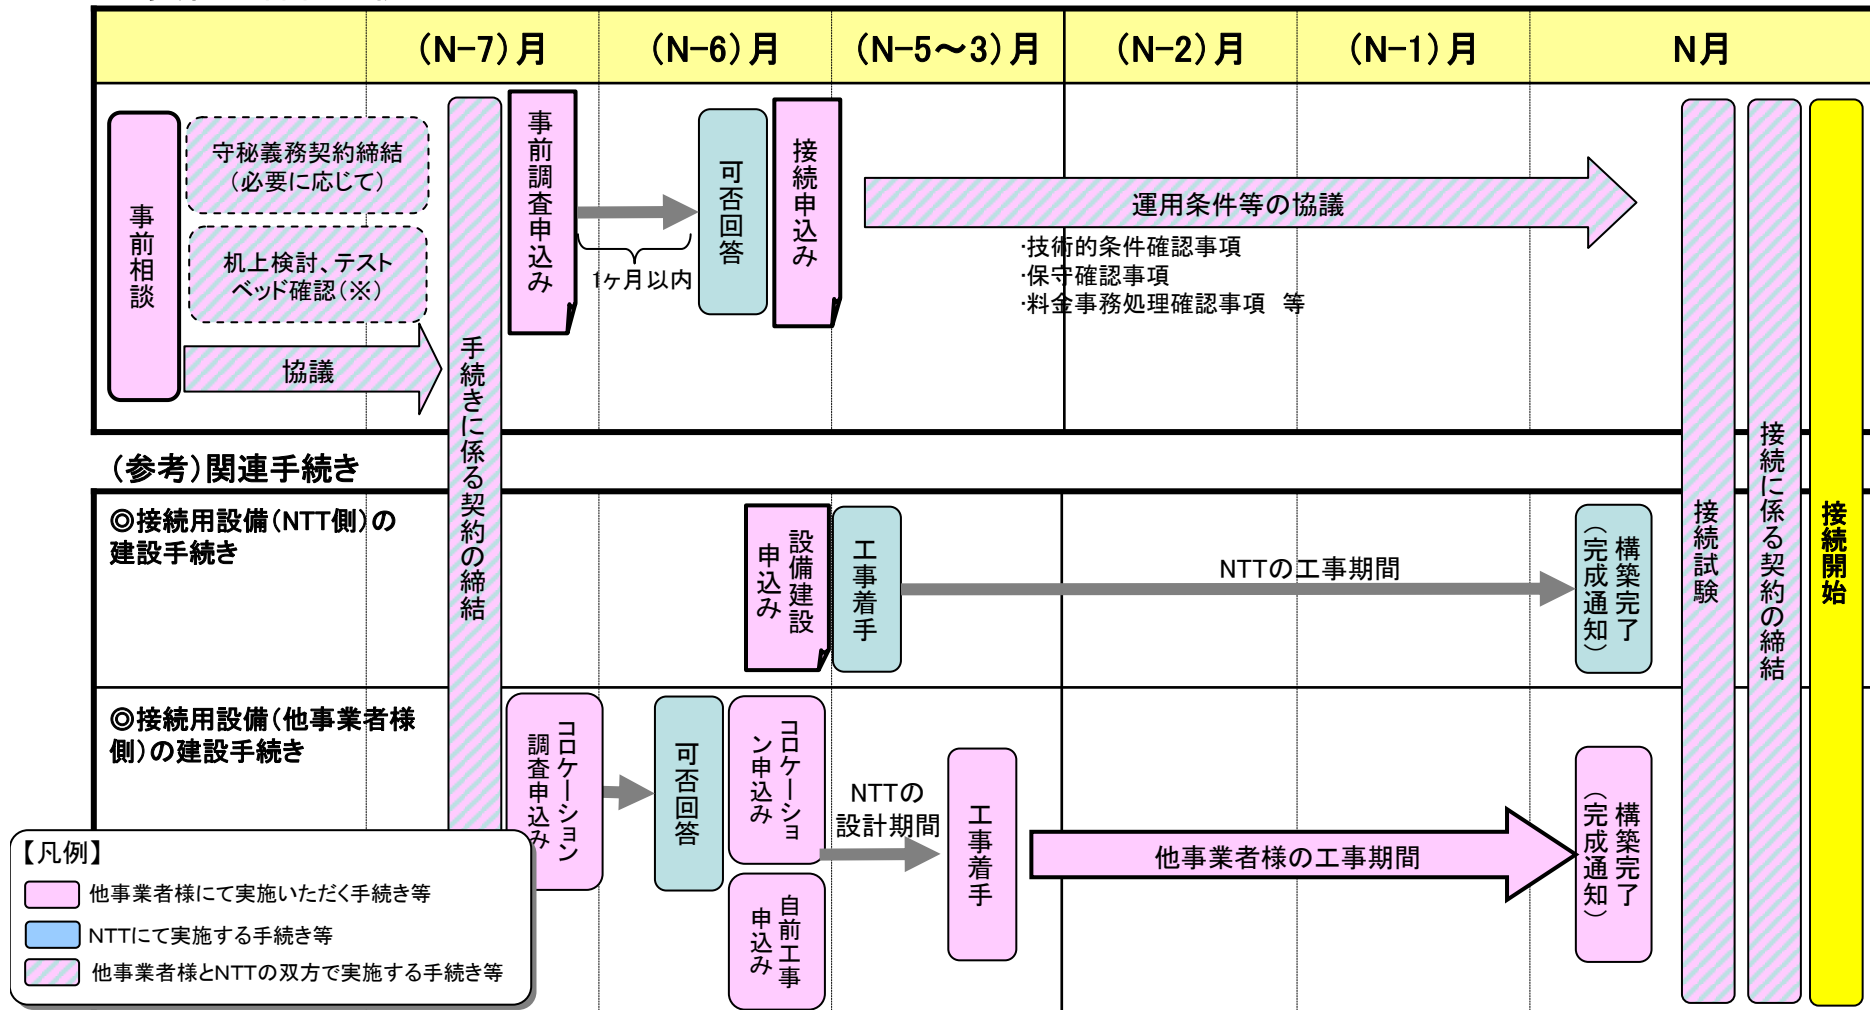 (N-7)月
(N-6)月
(N-5～3)月
(N-2)月
(N-1)月
N月
事前相談
守秘義務契約締結
(必要に応じて)
机上検討、テスト
ベッド確認(※)
協議
手続きに係る契約の締結
事前調査申込み
1ヶ月以内
可否回答
接続申込み
運用条件等の協議
・技術的条件確認事項
・保守確認事項
・料金事務処理確認事項　等
接続試験
接続に係る契約の締結
接続開始
(参考)関連手続き
◎接続用設備(NTT側)の
建設手続き
設備建設
申込み
工事着手
NTTの工事期間
構築完了
(完成通知)
◎接続用設備(他事業者様
側)の建設手続き
コロケーション
調査申込み
可否回答
コロケーショ
ン申込み
自前工事
申込み
NTTの
設計期間
工事着手
他事業者様の工事期間
構築完了
(完成通知)
【凡例】
他事業者様にて実施いただく手続き等
NTTにて実施する手続き等
他事業者様とNTTの双方で実施する手続き等